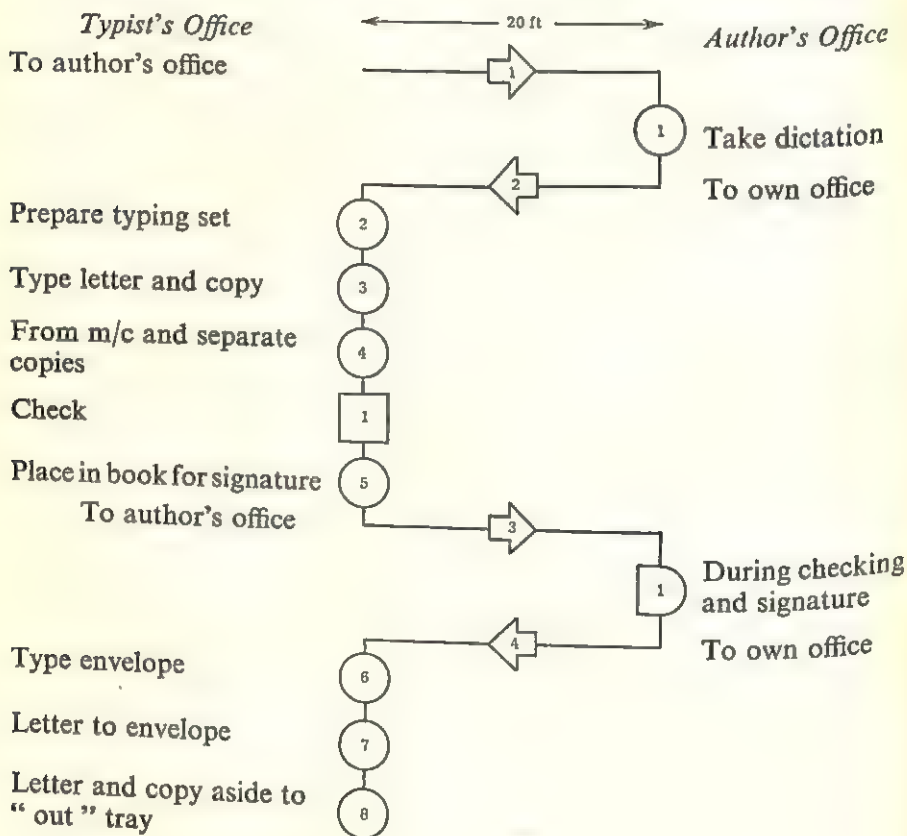 Typist's Office
20 ft
Author's Office
To author's office
1
1
Take dictation
2
To own office
Prepare typing set
2
Type letter and copy
3
From m/c and separate
copies
4
Check
1
Place in book for signature
5
To author's office
3
During checking
and signature
1
4
To own office
Type envelope
6
Letter to envelope
7
Letter and copy aside to
“ out ” tray
8